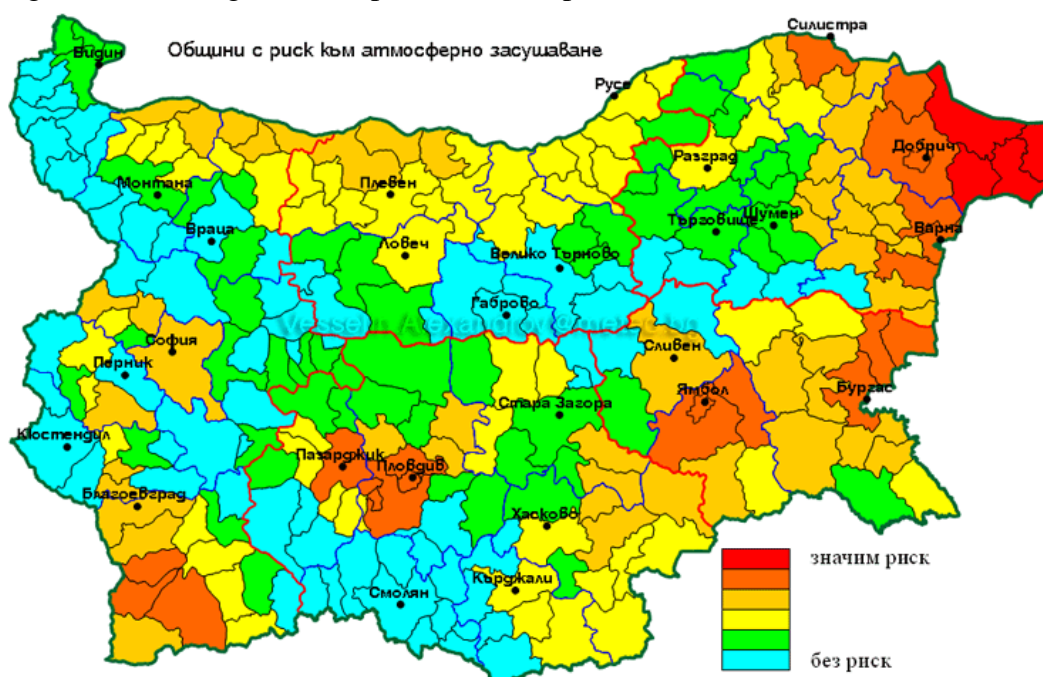 Силистра
Общини с риск към атмосферно засушаване
Видин
Русе
Добрич
Разград
Монтана
Плевен
Търговище
Шумен
Враца
Варна
Ловеч
Велико Търново
Габрово
София
Сливен
Перник
Ямбол
Бургас
Стара Загора
Кюстендил
Пазарджик
Пловдив
Благоевград
Хасково
значим риск
Кърджали
Смолян
без риск